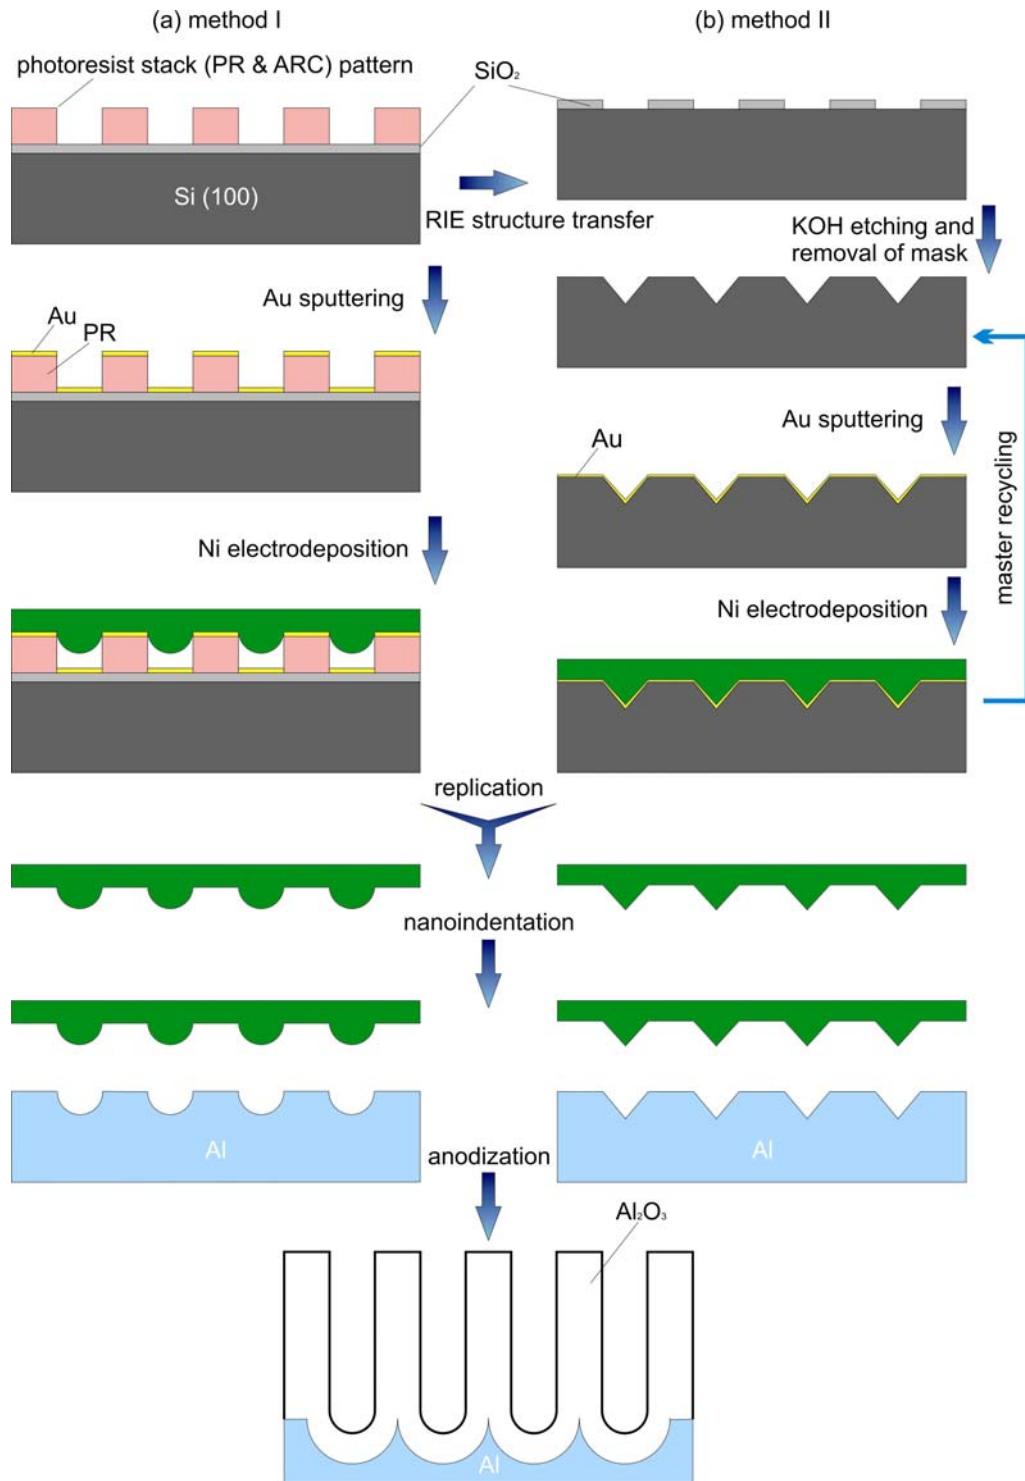 (a) method I
(b) method II
photoresist stack (PR & ARC) pattern
SiO₂
Si (100)
RIE structure transfer
KOH etching and
removal of mask
Au sputtering
Au
PR
Au sputtering
Au
Ni electrodeposition
Ni electrodeposition
master recycling
replication
nanoindentation
Al
Al
anodization
Al₂O₃
Al